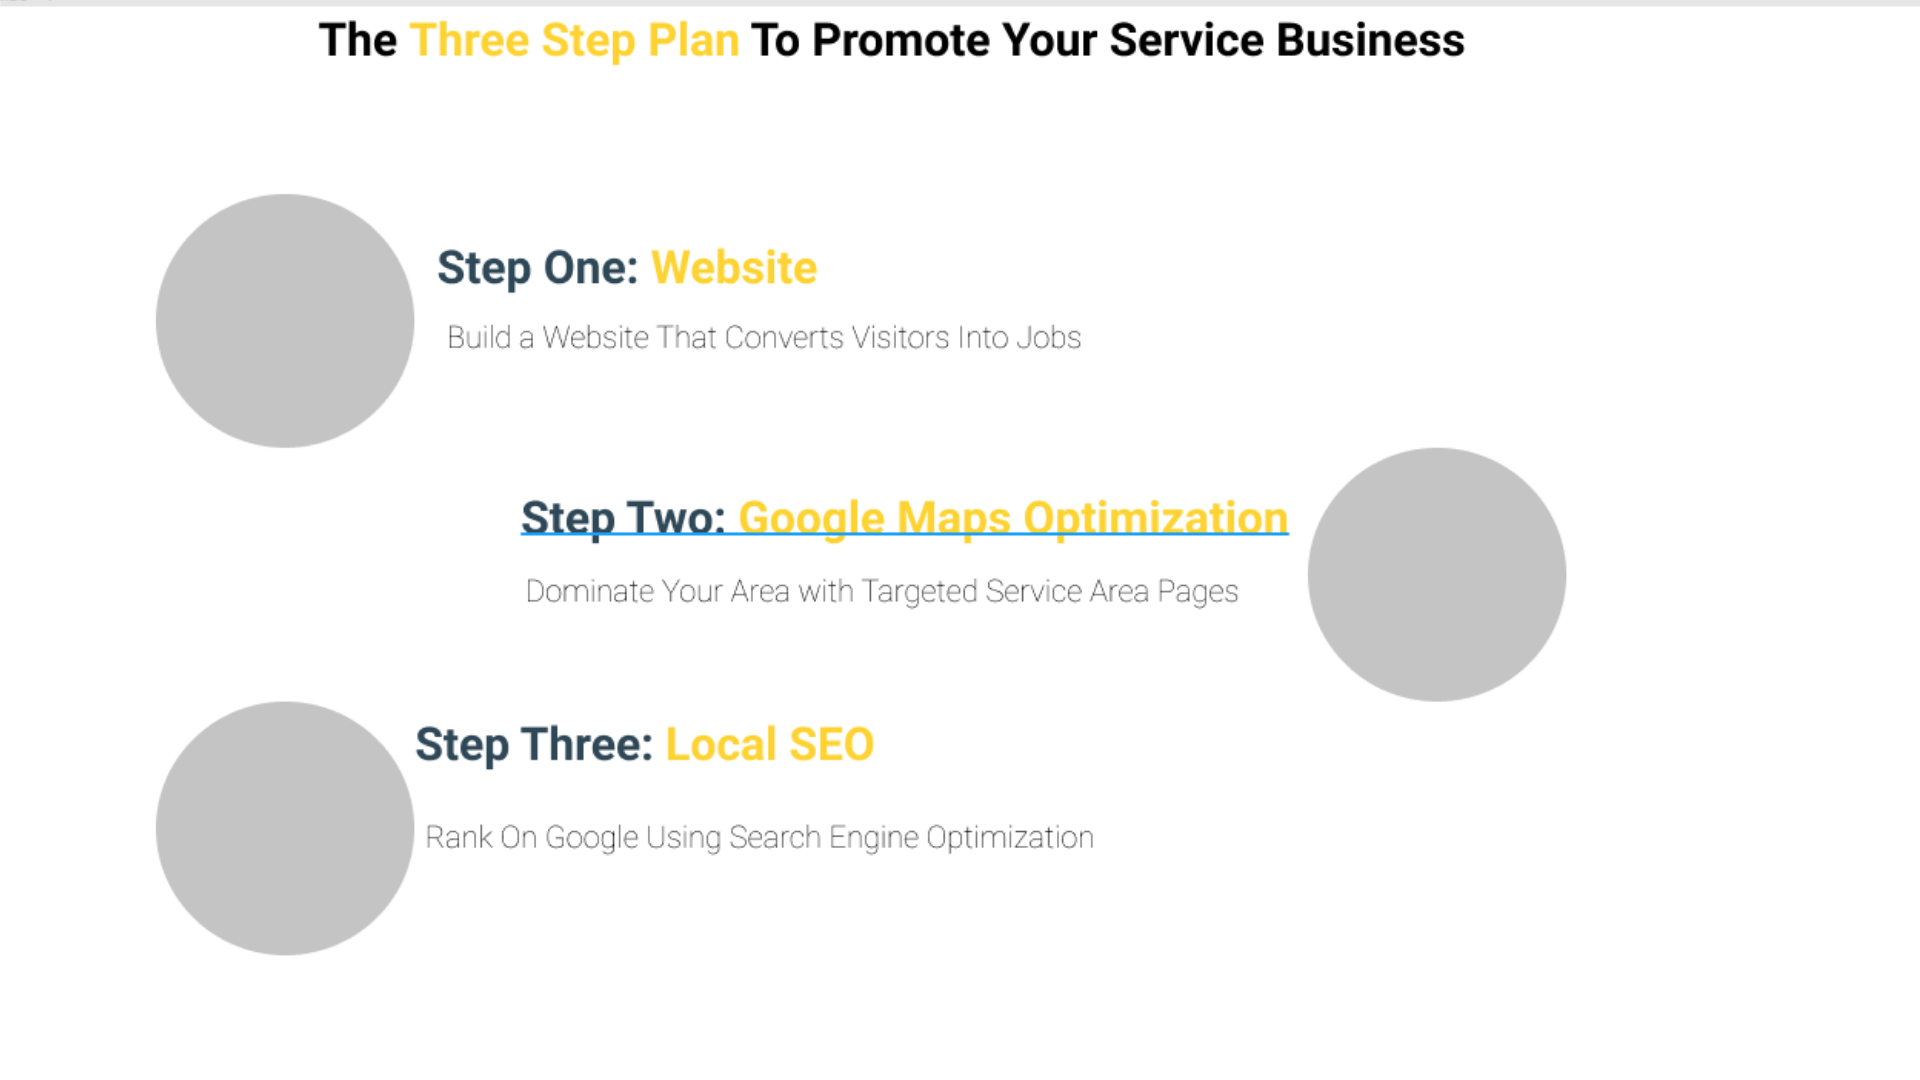 The Three Step Plan To Promote Your Service Business
Step One: Website
Build a Website That Converts Visitors Into Jobs
Step Two: Google Maps Optimization
Dominate Your Area with Targeted Service Area Pages
Step Three: Local SEO
Rank On Google Using Search Engine Optimization